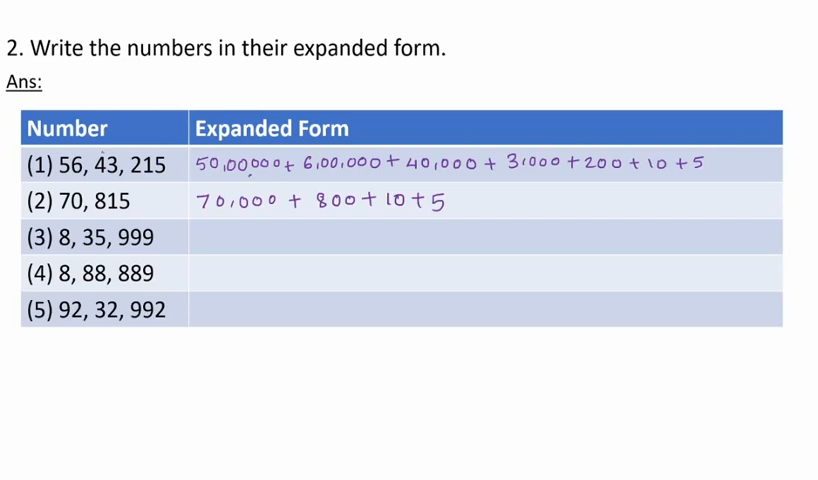 2. Write the numbers in their expanded form.
Ans:
Number Expanded Form
(1) 56, 43, 215 50,00,000 + 6,00,000 + 40,000 + 3,000 + 200 + 10 + 5
(2) 70, 815 70,000 + 800 + 10 + 5
(3) 8, 35, 999
(4) 8, 88, 889
(5) 92, 32, 992